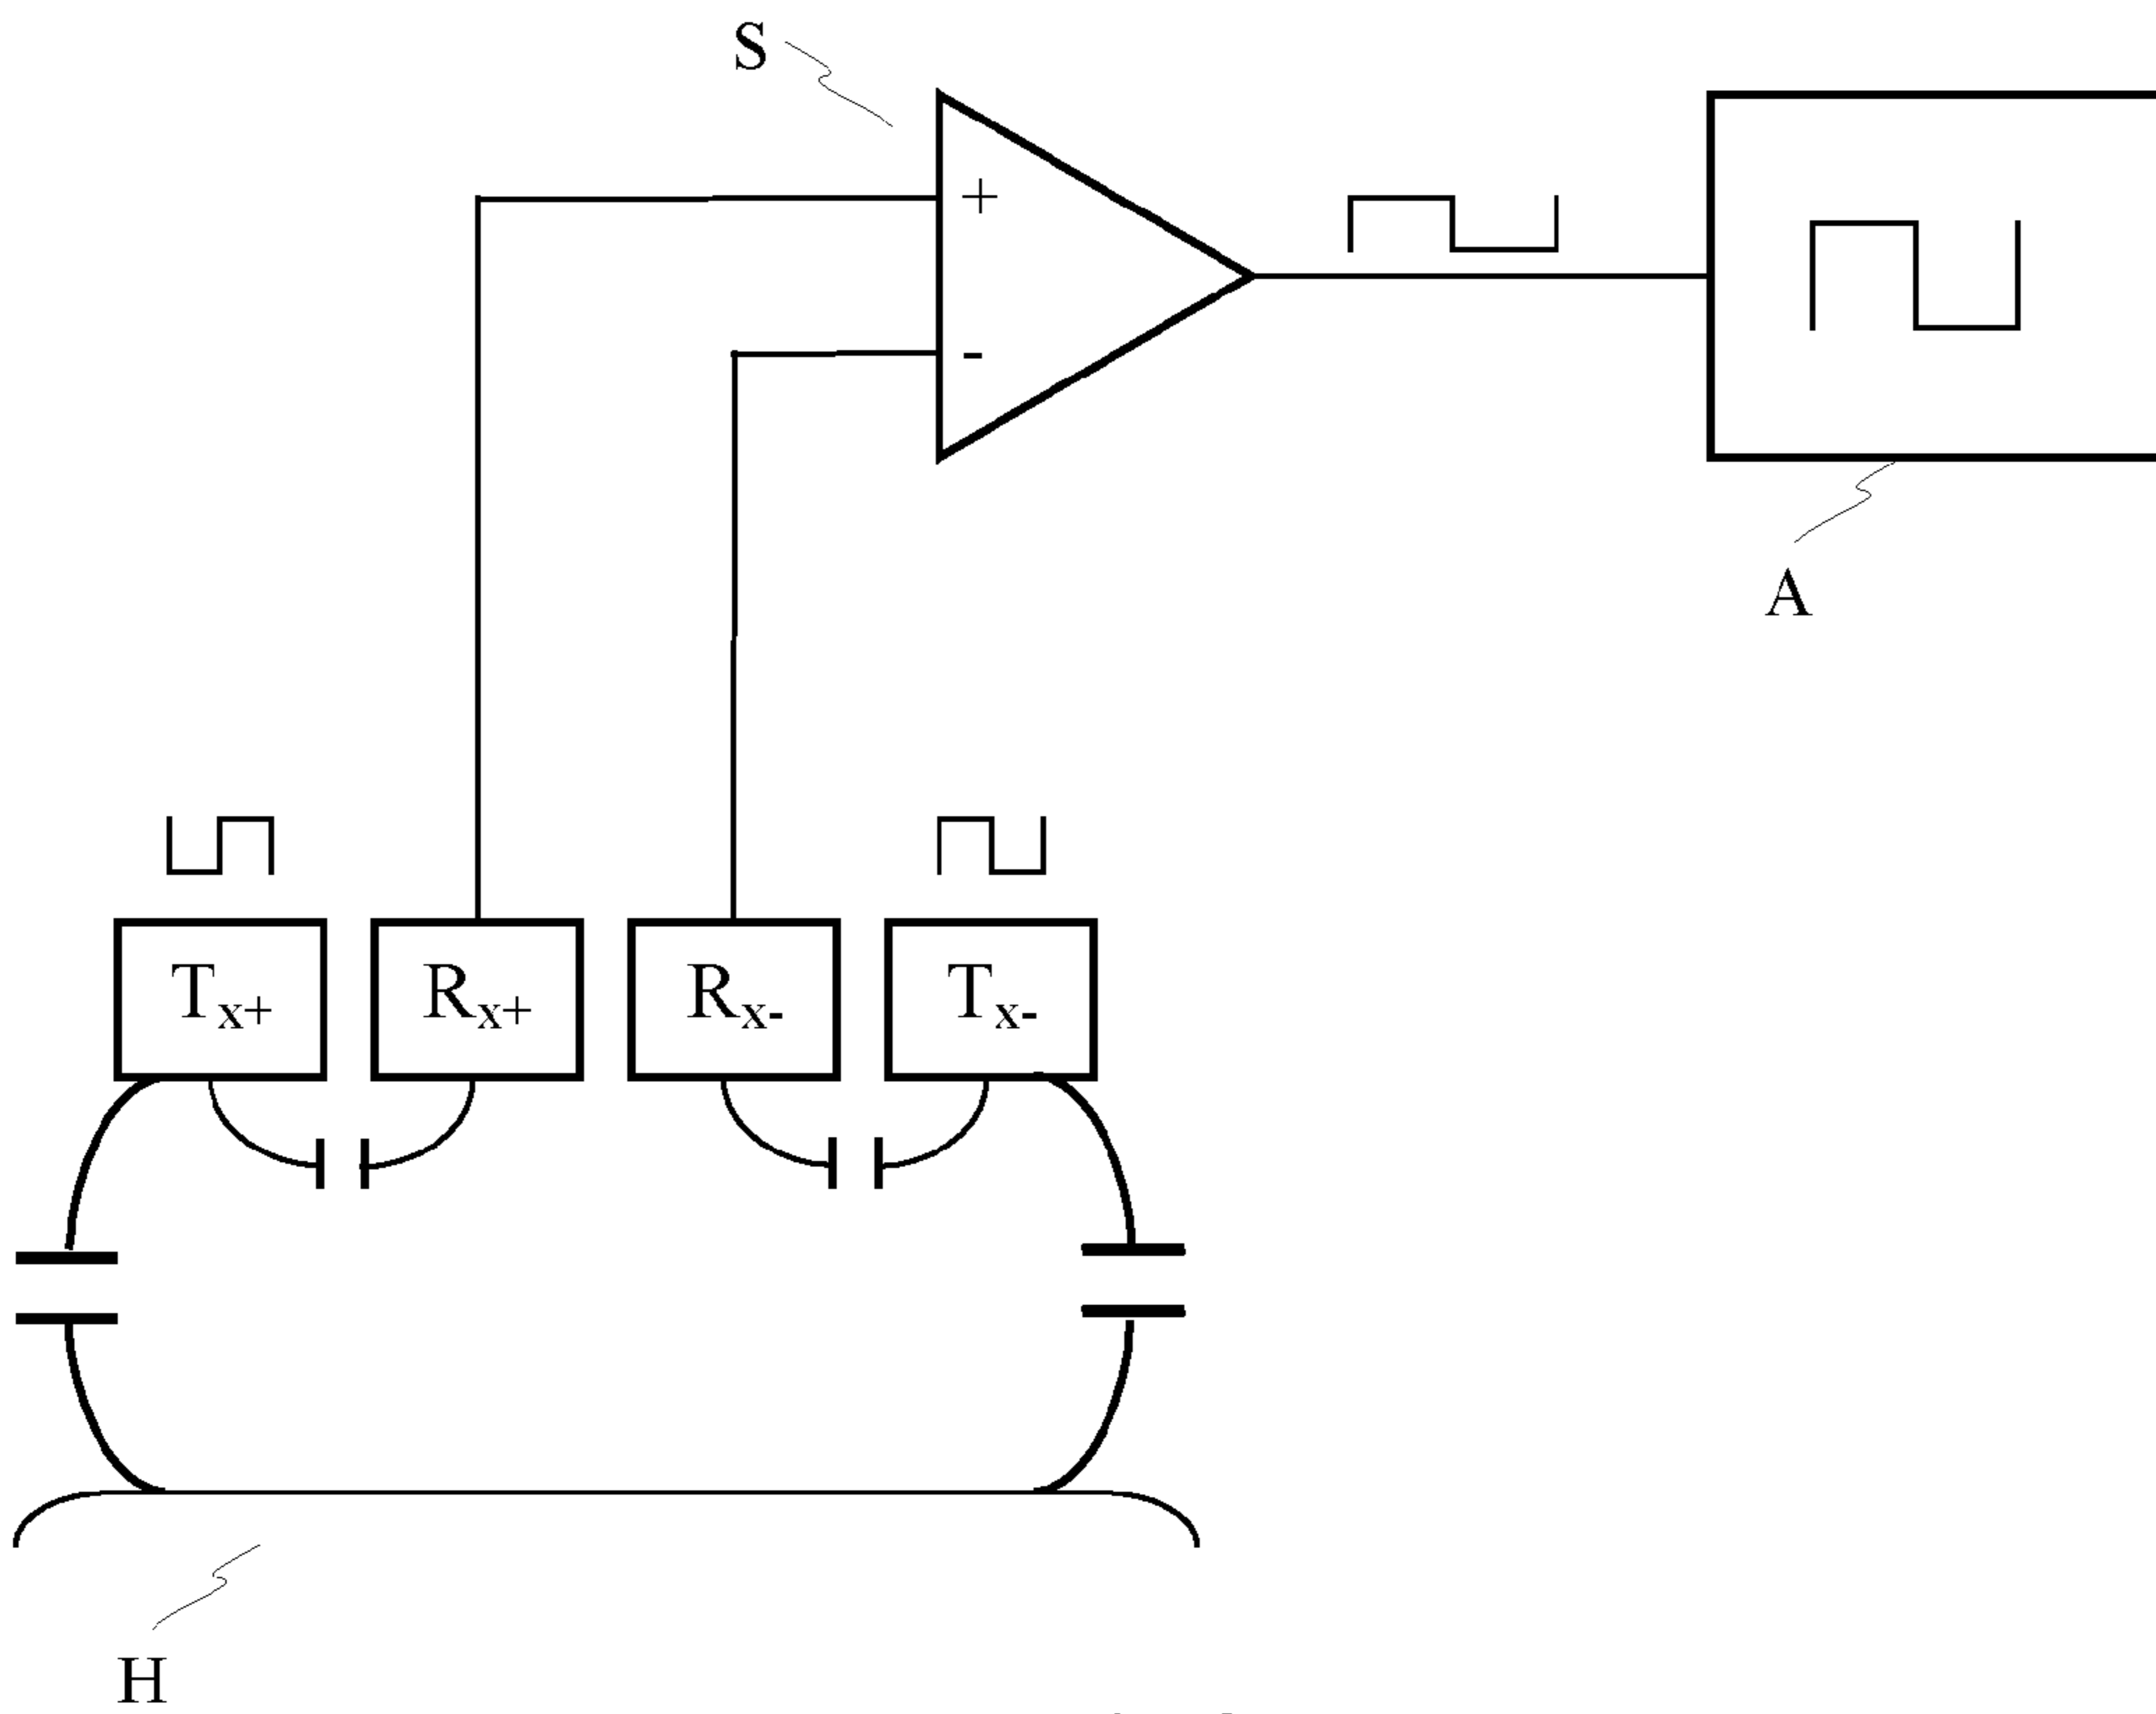 S
+
-
A
Tx+ Rx+ Rx- Tx-
H